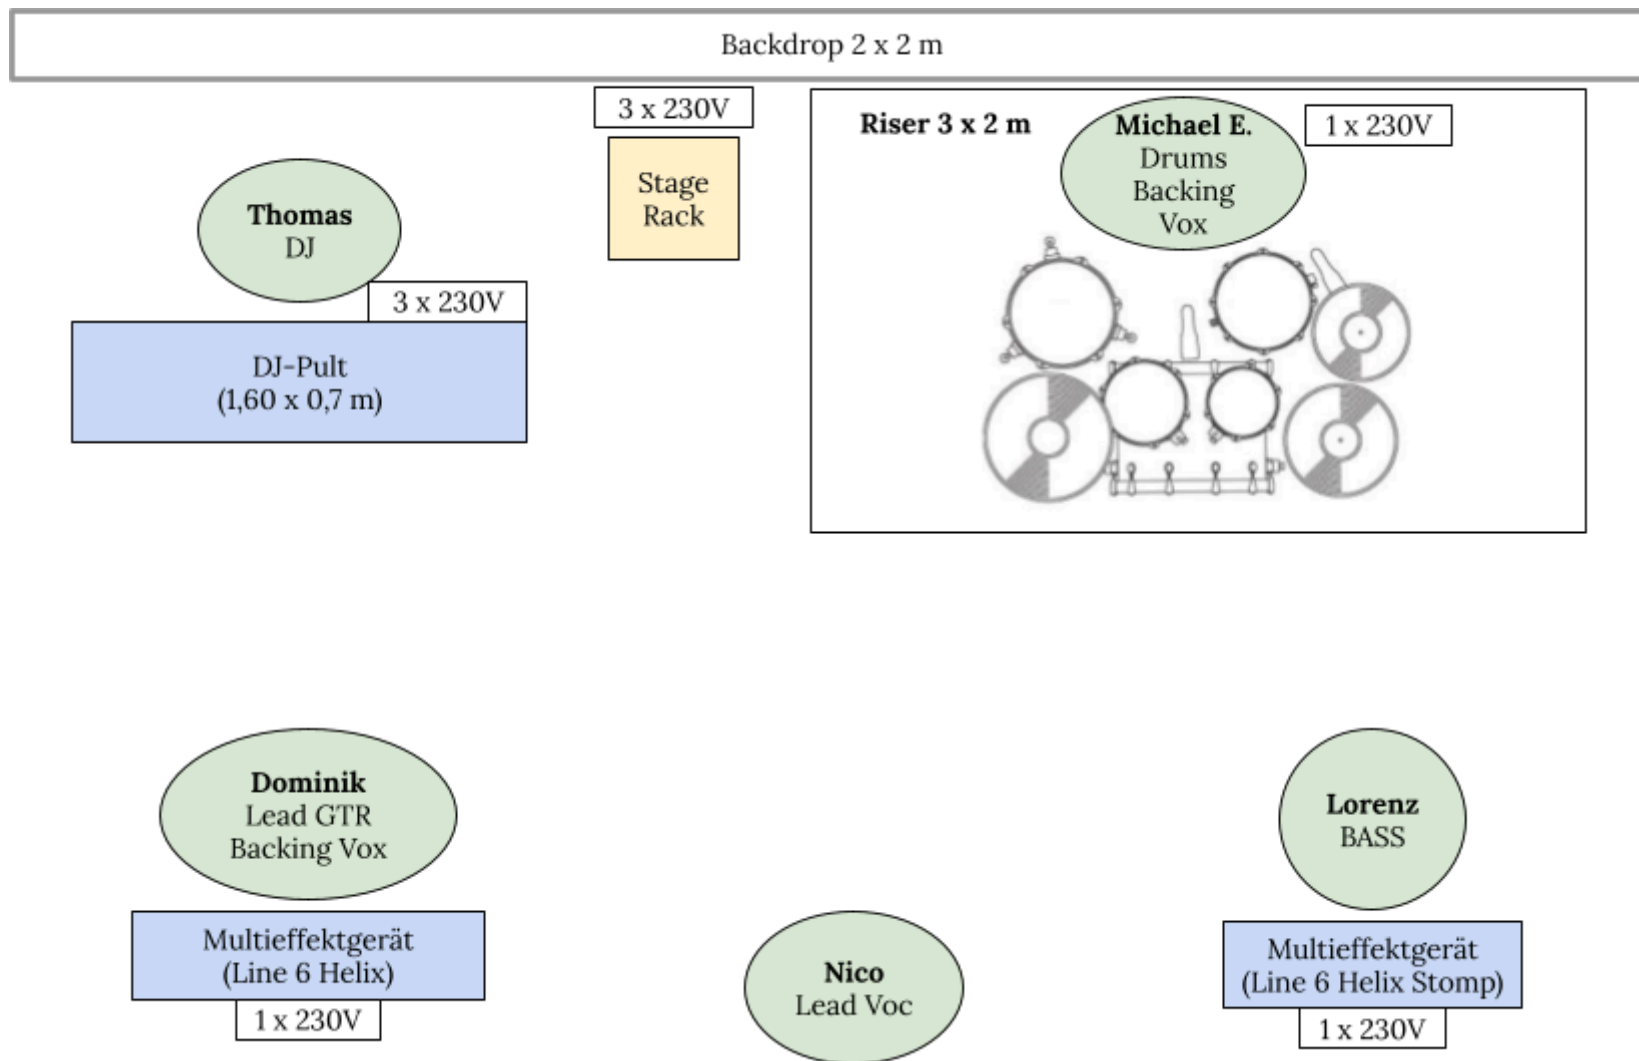 Backdrop 2 x 2 m
3 x 230V
Stage
Rack
Riser 3 x 2 m
Michael E.
Drums
Backing
Vox
1 x 230V
Thomas
DJ
3 x 230V
DJ-Pult
(1,60 x 0,7 m)
Dominik
Lead GTR
Backing Vox
Multieffektgerät
(Line 6 Helix)
1 x 230V
Nico
Lead Voc
Lorenz
BASS
Multieffektgerät
(Line 6 Helix Stomp)
1 x 230V